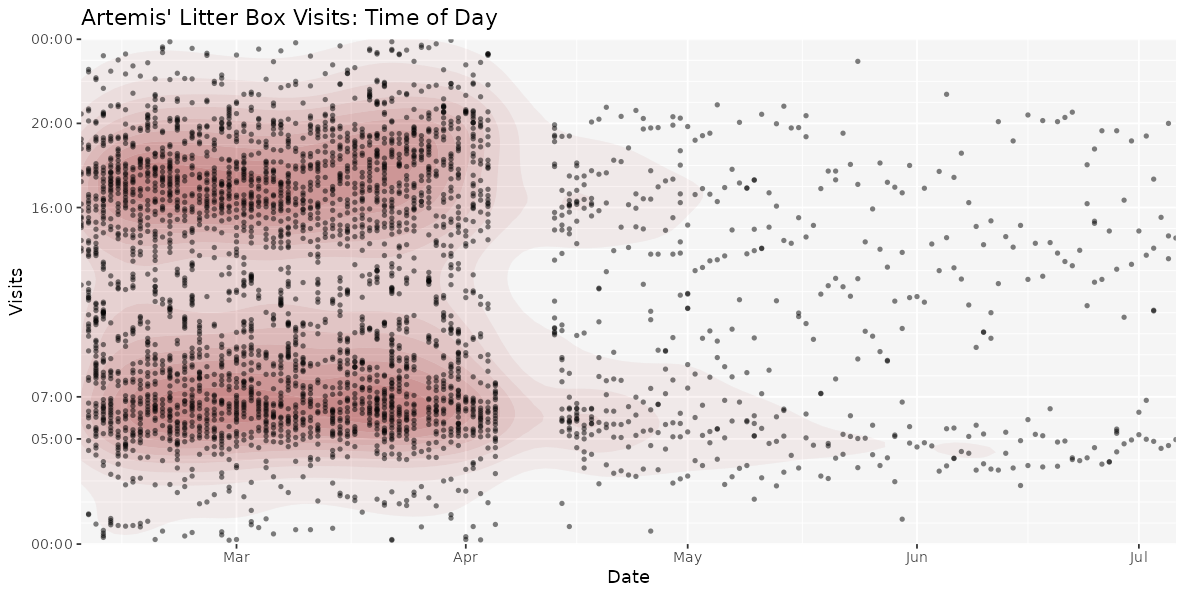 Artemis' Litter Box Visits: Time of Day
00:00
20:00
16:00
07:00
05:00
00:00
Visits
Mar
Apr
May
Jun
Jul
Date